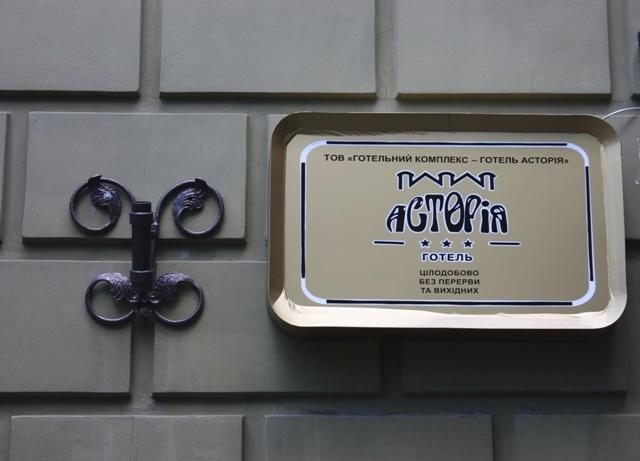 ТОВ «ГОТЕЛЬНИЙ КОМПЛЕКС – ГОТЕЛЬ АСТОРІЯ»
АСТОРІЯ
ГОТЕЛЬ
ЦІЛОДОБОВО
БЕЗ ПЕРЕРВИ
ТА ВИХІДНИХ